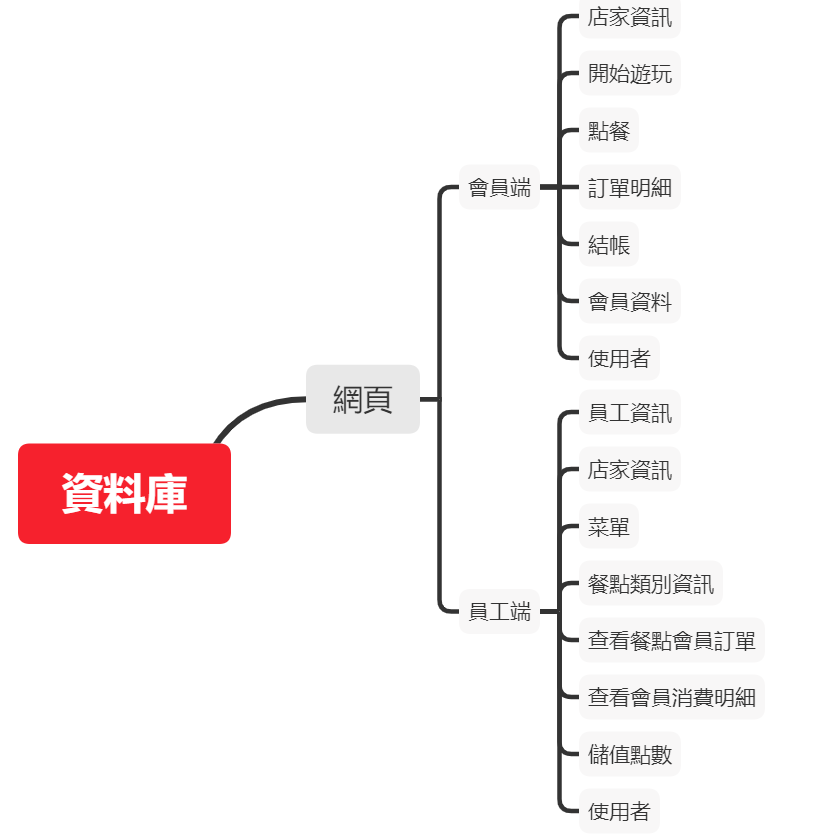 資料庫
網頁
會員端
店家資訊
開始遊玩
點餐
訂單明細
結帳
會員資料
使用者
員工端
員工資訊
店家資訊
菜單
餐點類別資訊
查看餐點會員訂單
查看會員消費明細
儲值點數
使用者